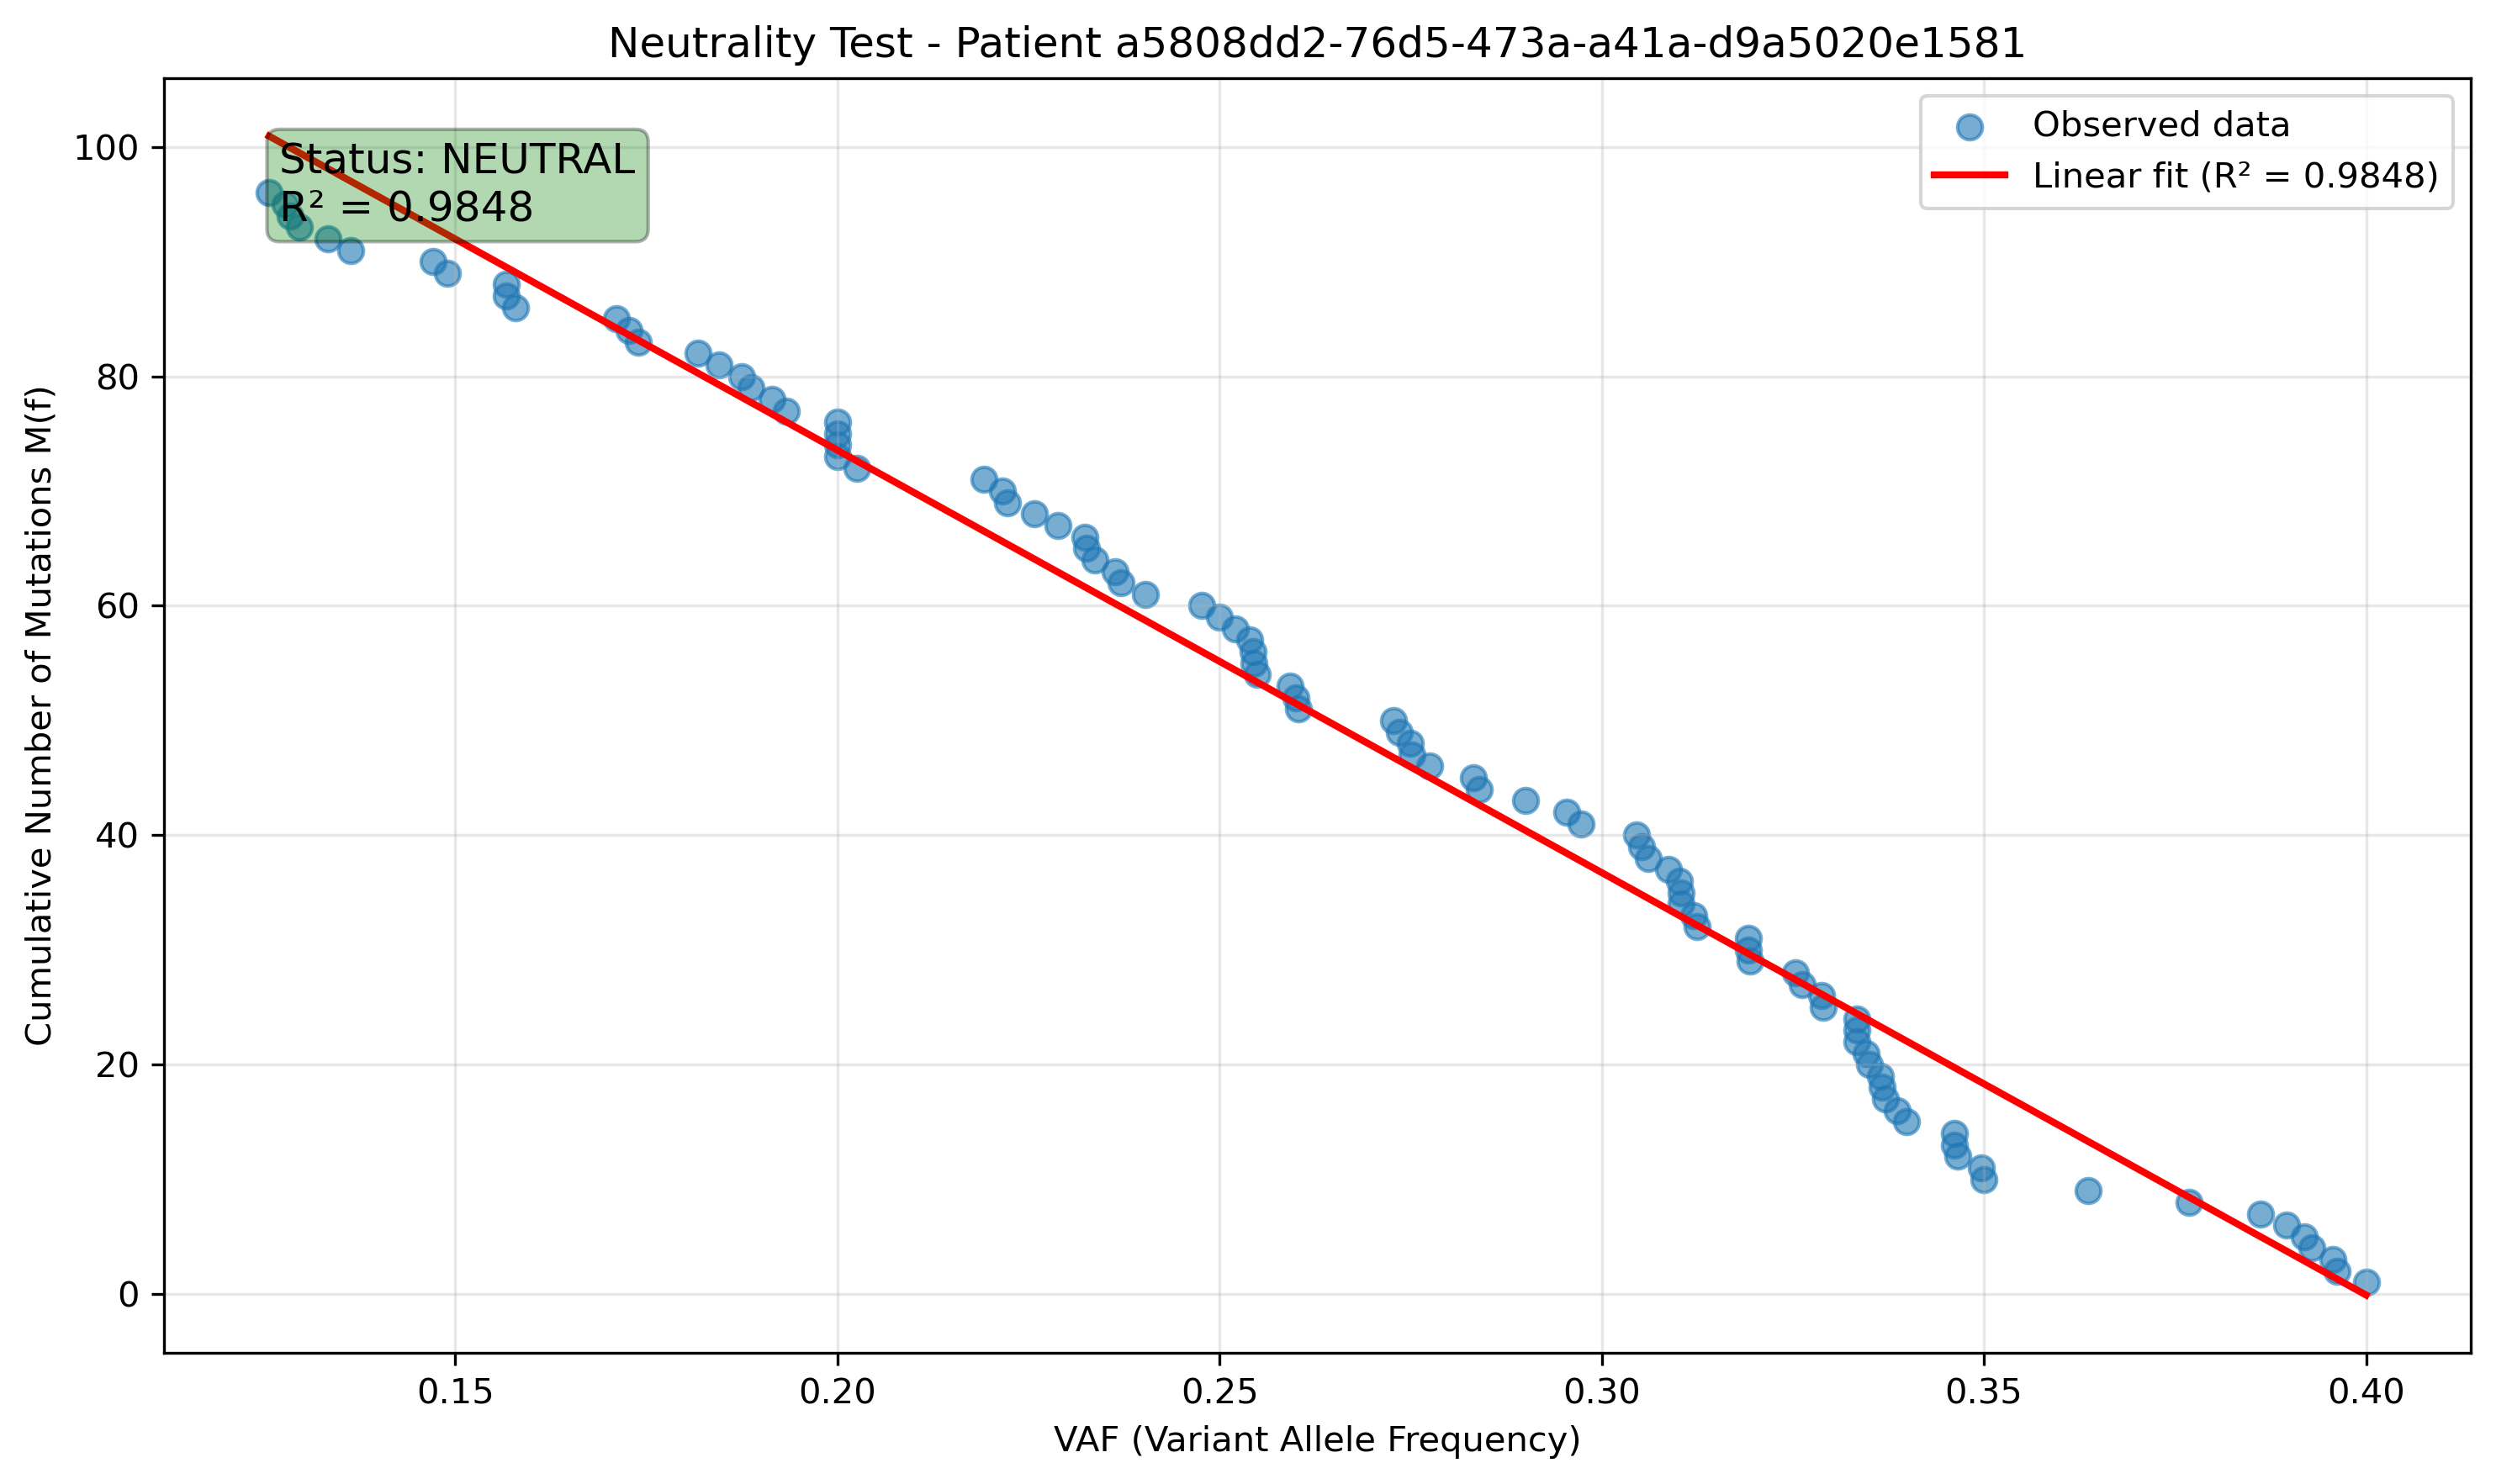 Neutrality Test - Patient a5808dd2-76d5-473a-a41a-d9a5020e1581
Status: NEUTRAL
R² = 0.9848
Observed data
Linear fit (R² = 0.9848)
Cumulative Number of Mutations M(f)
100
80
60
40
20
0
0.15
0.20
0.25
0.30
0.35
0.40
VAF (Variant Allele Frequency)